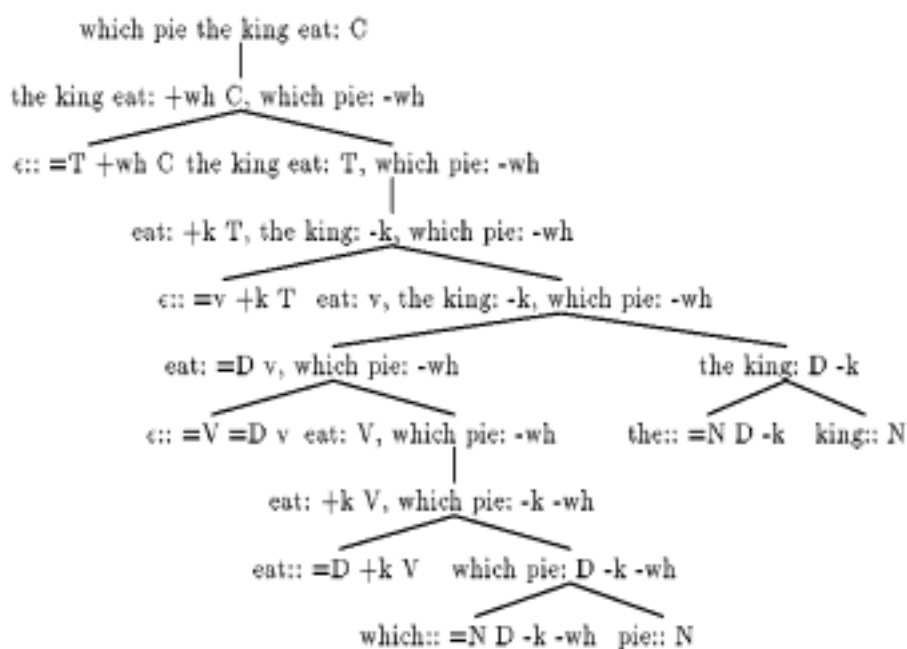 which pie the king eat: C
the king eat: +wh C, which pie: -wh
ϵ:: =T +wh C the king eat: T, which pie: -wh
eat: +k T, the king: -k, which pie: -wh
ϵ:: =v +k T eat: v, the king: -k, which pie: -wh
eat: =D v, which pie: -wh the king: D -k
ϵ:: =V =D v eat: V, which pie: -wh the:: =N D -k king:: N
eat: +k V, which pie: -k -wh
eat:: =D +k V which pie: D -k -wh
which:: =N D -k -wh pie:: N